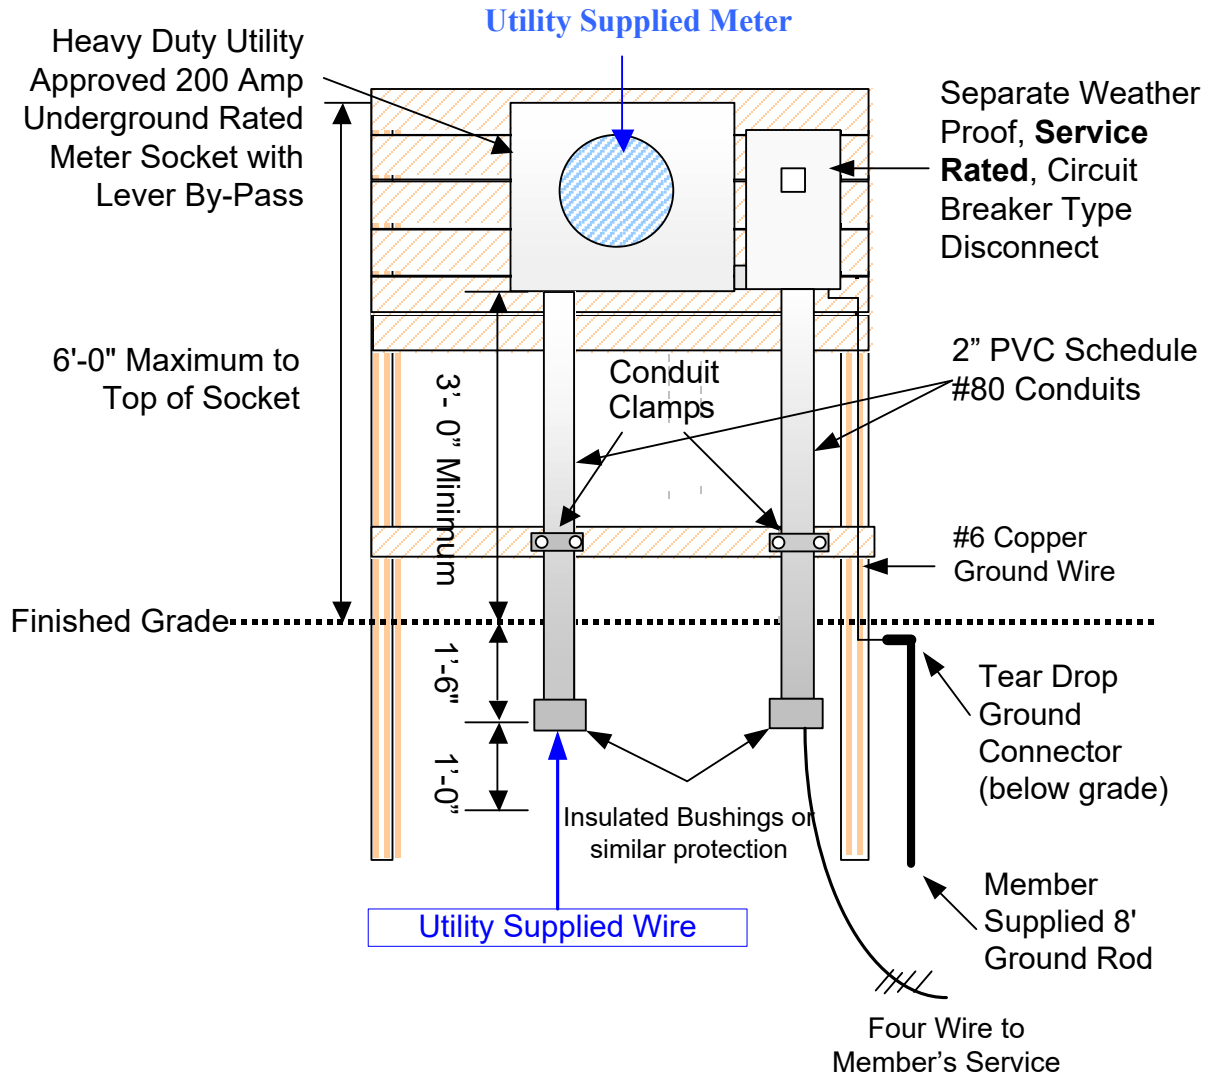 Utility Supplied Meter
Heavy Duty Utility
Approved 200 Amp
Underground Rated
Meter Socket with
Lever By-Pass
Separate Weather
Proof, Service
Rated, Circuit
Breaker Type
Disconnect
6'-0" Maximum to
Top of Socket
3'- 0” Minimum
Conduit
Clamps
2” PVC Schedule
#80 Conduits
#6 Copper
Ground Wire
Finished Grade
1’-6"
1’-0”
Tear Drop
Ground
Connector
(below grade)
Insulated Bushings or
similar protection
Member
Supplied 8'
Ground Rod
Utility Supplied Wire
Four Wire to
Member’s Service